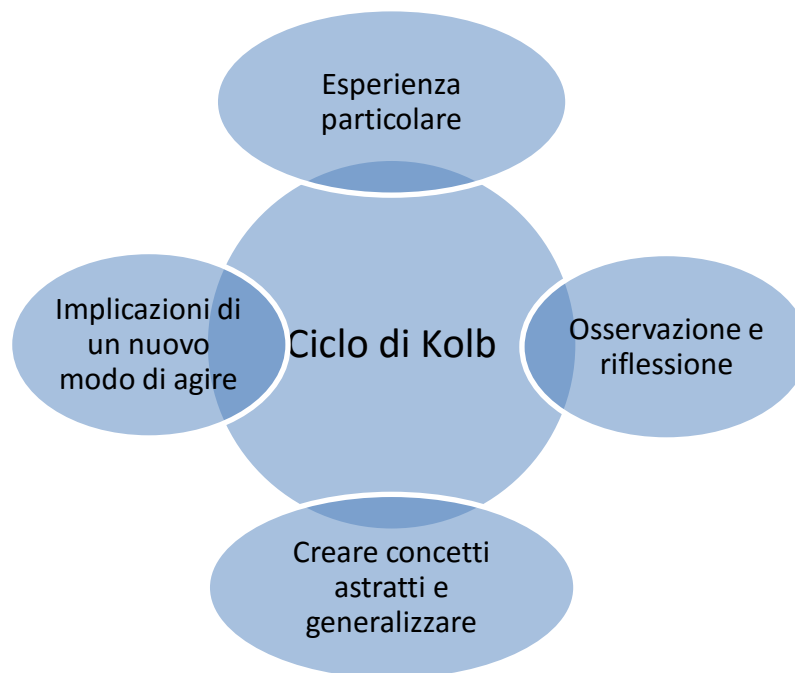 Esperienza
particolare
Implicazioni di
un nuovo
modo di agire
Ciclo di Kolb
Osservazione e
riflessione
Creare concetti
astratti e
generalizzare